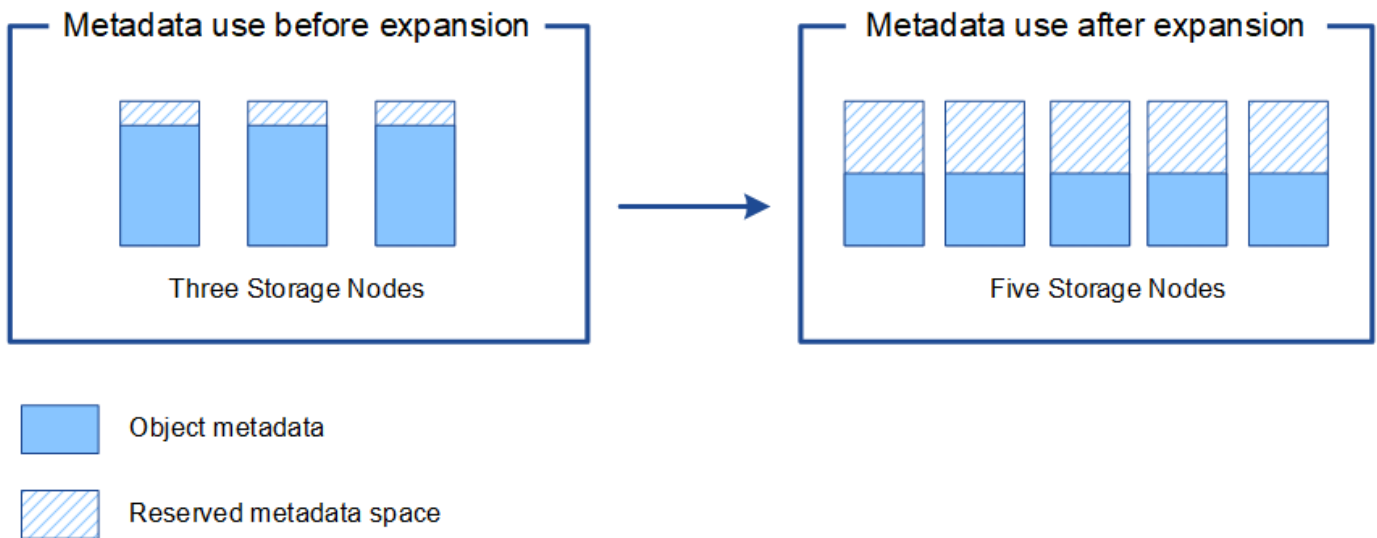 Metadata use before expansion
Metadata use after expansion
Three Storage Nodes
Five Storage Nodes
Object metadata
Reserved metadata space